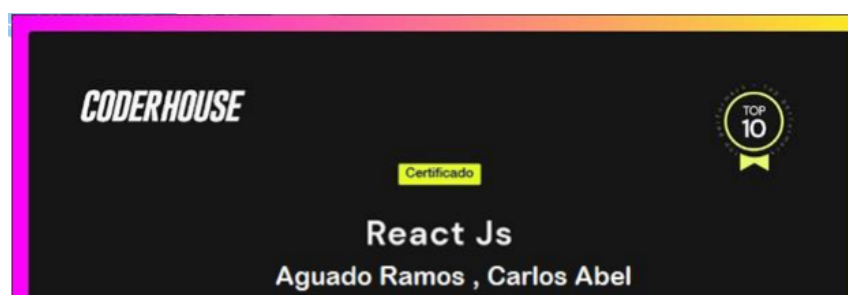 CODERHOUSE
TOP
10
Certificado
React Js
Aguado Ramos , Carlos Abel